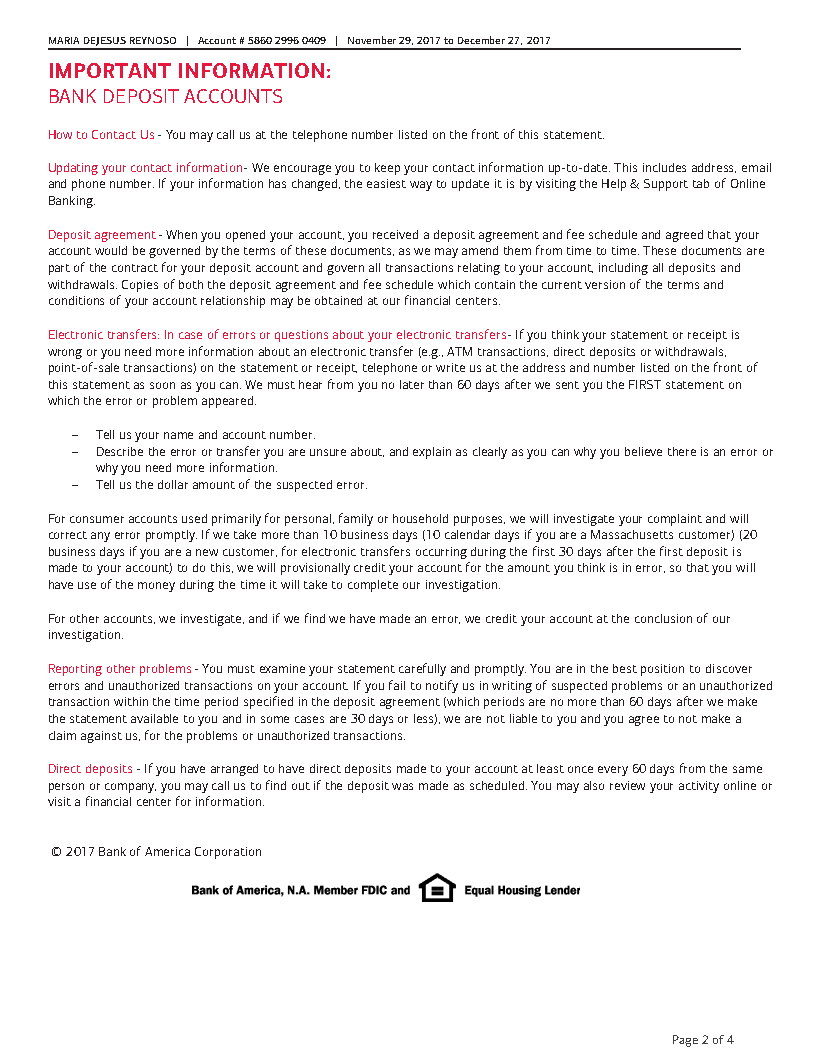 MARIA DEJESUS REYNOSO | Account # 5860 2996 0409 | November 29, 2017 to December 27, 2017
IMPORTANT INFORMATION:
BANK DEPOSIT ACCOUNTS
How to Contact Us - You may call us at the telephone number listed on the front of this statement.
Updating your contact information- We encourage you to keep your contact information up-to-date. This includes address, email
and phone number. If your information has changed, the easiest way to update it is by visiting the Help & Support tab of Online
Banking.
Deposit agreement - When you opened your account, you received a deposit agreement and fee schedule and agreed that your
account would be governed by the terms of these documents, as we may amend them from time to time. These documents are
part of the contract for your deposit account and govern all transactions relating to your account, including all deposits and
withdrawals. Copies of both the deposit agreement and fee schedule which contain the current version of the terms and
conditions of your account relationship may be obtained at our financial centers.
Electronic transfers: In case of errors or questions about your electronic transfers- If you think your statement or receipt is
wrong or you need more information about an electronic transfer (e.g., ATM transactions, direct deposits or withdrawals,
point-of-sale transactions) on the statement or receipt, telephone or write us at the address and number listed on the front of
this statement as soon as you can. We must hear from you no later than 60 days after we sent you the FIRST statement on
which the error or problem appeared.
– Tell us your name and account number.
– Describe the error or transfer you are unsure about, and explain as clearly as you can why you believe there is an error or
why you need more information.
– Tell us the dollar amount of the suspected error.
For consumer accounts used primarily for personal, family or household purposes, we will investigate your complaint and will
correct any error promptly. If we take more than 10 business days (10 calendar days if you are a Massachusetts customer) (20
business days if you are a new customer, for electronic transfers occurring during the first 30 days after the first deposit is
made to your account) to do this, we will provisionally credit your account for the amount you think is in error, so that you will
have use of the money during the time it will take to complete our investigation.
For other accounts, we investigate, and if we find we have made an error, we credit your account at the conclusion of our
investigation.
Reporting other problems - You must examine your statement carefully and promptly. You are in the best position to discover
errors and unauthorized transactions on your account. If you fail to notify us in writing of suspected problems or an unauthorized
transaction within the time period specified in the deposit agreement (which periods are no more than 60 days after we make
the statement available to you and in some cases are 30 days or less), we are not liable to you and you agree to not make a
claim against us, for the problems or unauthorized transactions.
Direct deposits - If you have arranged to have direct deposits made to your account at least once every 60 days from the same
person or company, you may call us to find out if the deposit was made as scheduled. You may also review your activity online or
visit a financial center for information.
© 2017 Bank of America Corporation
Bank of America, N.A. Member FDIC and Equal Housing Lender
Page 2 of 4